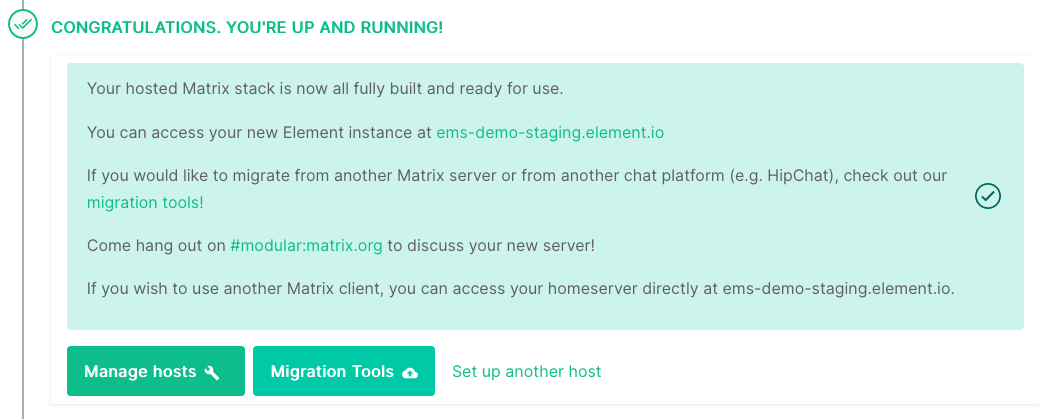 CONGRATULATIONS. YOU'RE UP AND RUNNING!
Your hosted Matrix stack is now all fully built and ready for use.
You can access your new Element instance at ems-demo-staging.element.io
If you would like to migrate from another Matrix server or from another chat platform (e.g. HipChat), check out our
migration tools!
Come hang out on #modular:matrix.org to discuss your new server!
If you wish to use another Matrix client, you can access your homeserver directly at ems-demo-staging.element.io.
Manage hosts Migration Tools Set up another host